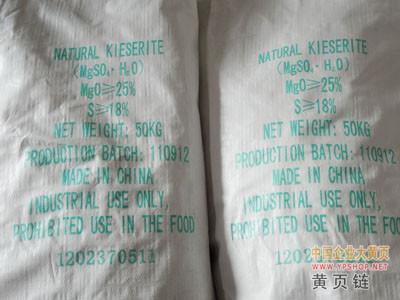 NATURAL KIESERITE
(MgSO₄·H₂O)
MgO≥25%
S≥18%
NET WEIGHT: 50KG
PRODUCTION BATCH: 110912
MADE IN CHINA
INDUSTRIAL USE ONLY,
PROHIBITED USE IN THE FOOD
1202370511
NATURAL KIESERITE
(MgSO₄·H₂O)
MgO≥25%
S≥18%
NET WEIGHT: 50KG
PRODUCTION BATCH: 110912
MADE IN CHINA
INDUSTRIAL USE ONLY,
PROHIBITED USE IN THE FOOD
中国企业大黄页
WWW.YPSHOP.NET
黄页链